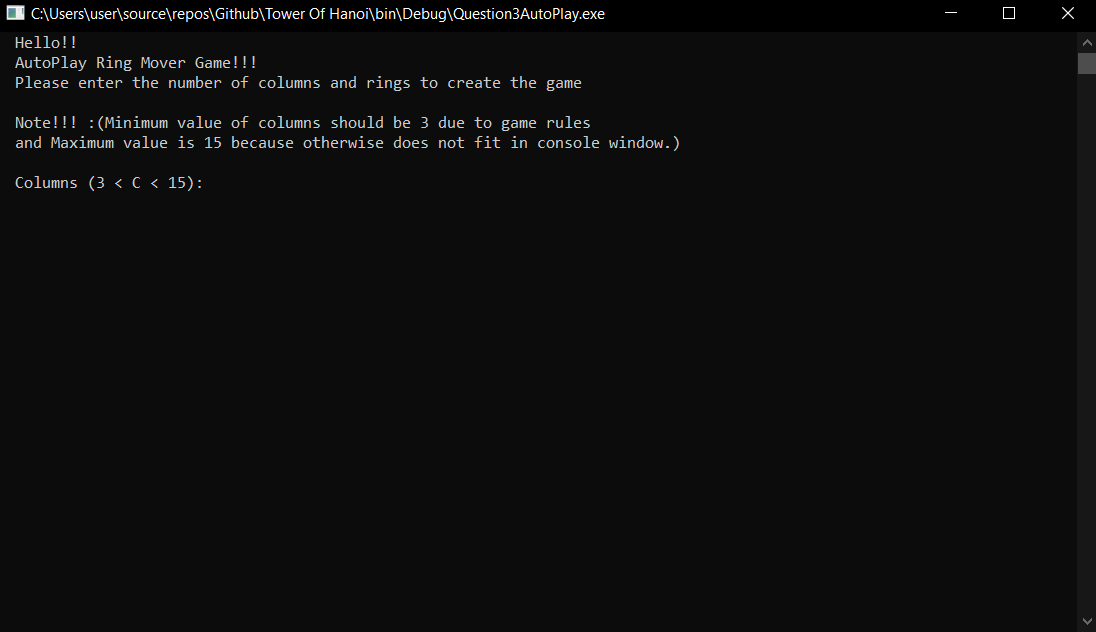 C:\Users\user\source\repos\Github\Tower Of Hanoi\bin\Debug\Question3AutoPlay.exe
Hello!!
AutoPlay Ring Mover Game!!!
Please enter the number of columns and rings to create the game
Note!!! :(Minimum value of columns should be 3 due to game rules
and Maximum value is 15 because otherwise does not fit in console window.)
Columns (3 < C < 15):